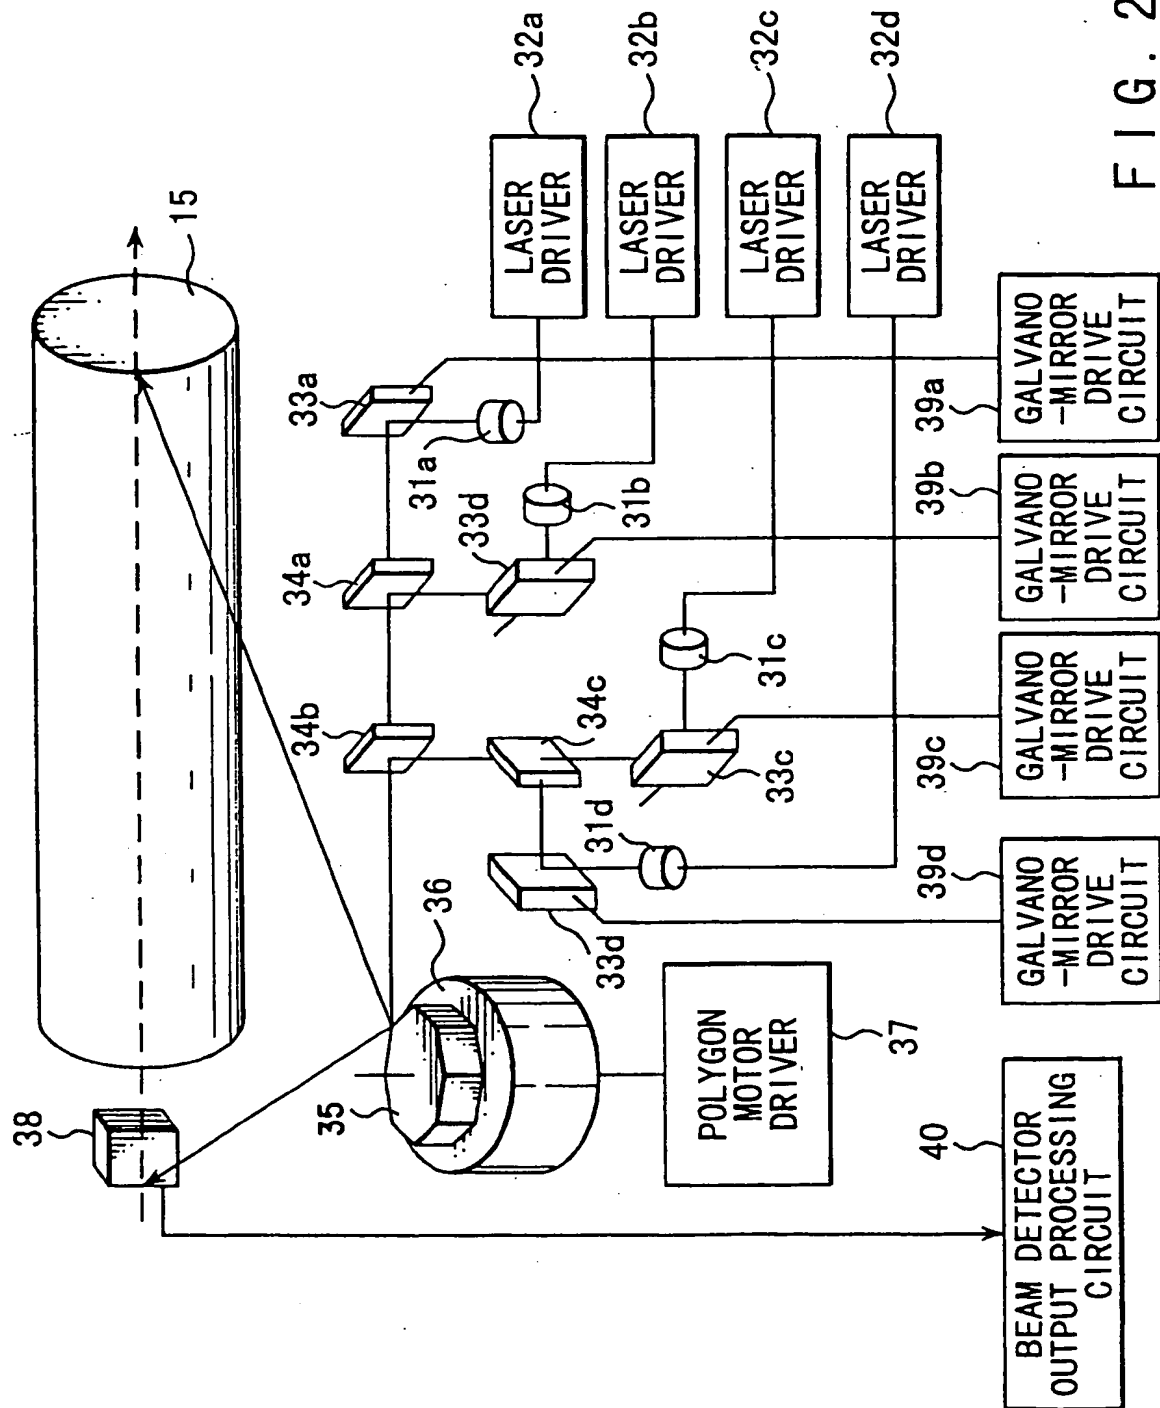 38
15
33a
34a
34b
31a
32a
LASER
DRIVER
31b
32b
LASER
DRIVER
33d
31c
32c
LASER
DRIVER
34c
33c
31d
32d
LASER
DRIVER
33d
35
36
POLYGON
MOTOR
DRIVER
37
39a
GALVANO
-MIRROR
DRIVE
CIRCUIT
39b
GALVANO
-MIRROR
DRIVE
CIRCUIT
39c
GALVANO
-MIRROR
DRIVE
CIRCUIT
39d
GALVANO
-MIRROR
DRIVE
CIRCUIT
40
BEAM DETECTOR
OUTPUT PROCESSING
CIRCUIT
FIG. 2